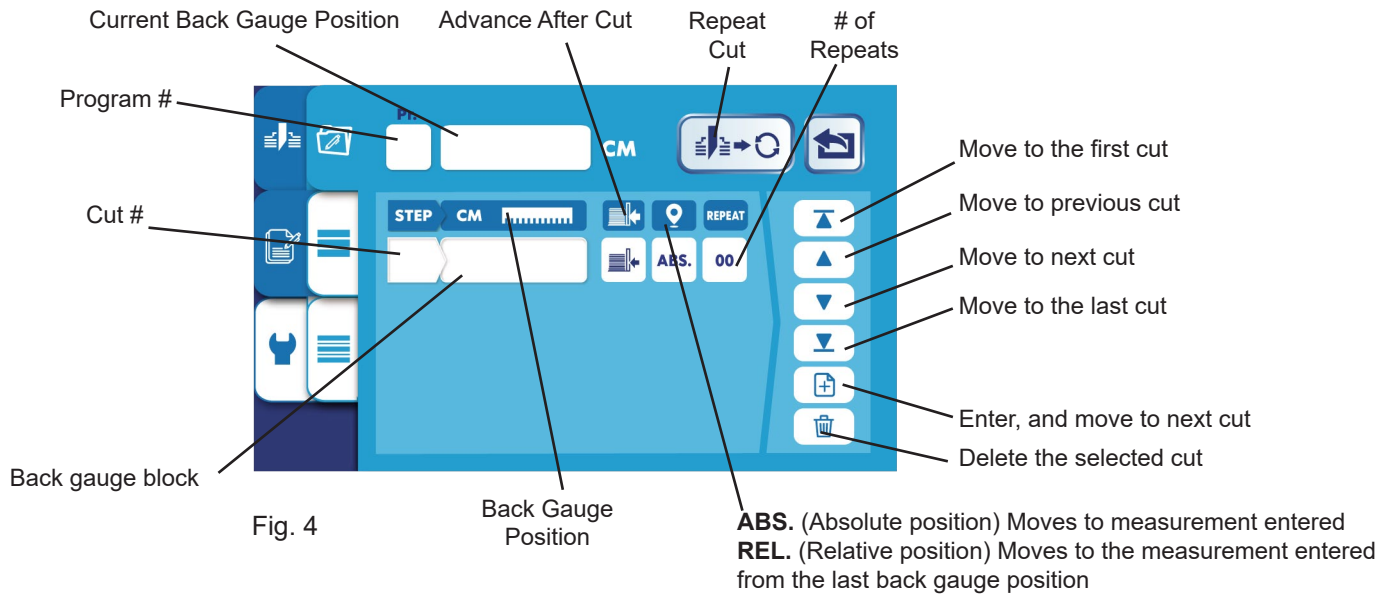 Current Back Gauge Position
Advance After Cut
Repeat
Cut
# of
Repeats
Program #
Pr.
CM
Move to the first cut
Cut #
STEP
CM
REPEAT
Move to previous cut
ABS.
00
Move to next cut
Move to the last cut
Enter, and move to next cut
Delete the selected cut
Back gauge block
Fig. 4
Back Gauge
Position
ABS. (Absolute position) Moves to measurement entered
REL. (Relative position) Moves to the measurement entered
from the last back gauge position